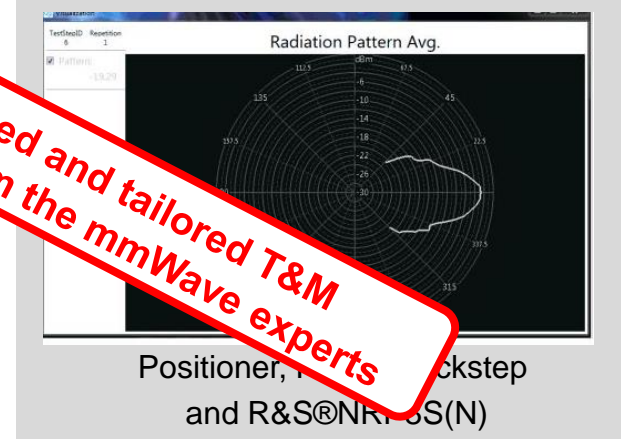 Visualization
TestStepID Repetition
6 1
Radiation Pattern Avg.
Pattern:
-19.29
dBm
112.5
67.5
-6
135
-10
45
-14
157.5
-18
22.5
-22
-26
-30
337.5
315
ed and tailored T&M
the mmWave experts
Positioner, ckstep
and R&S®NRP8S(N)